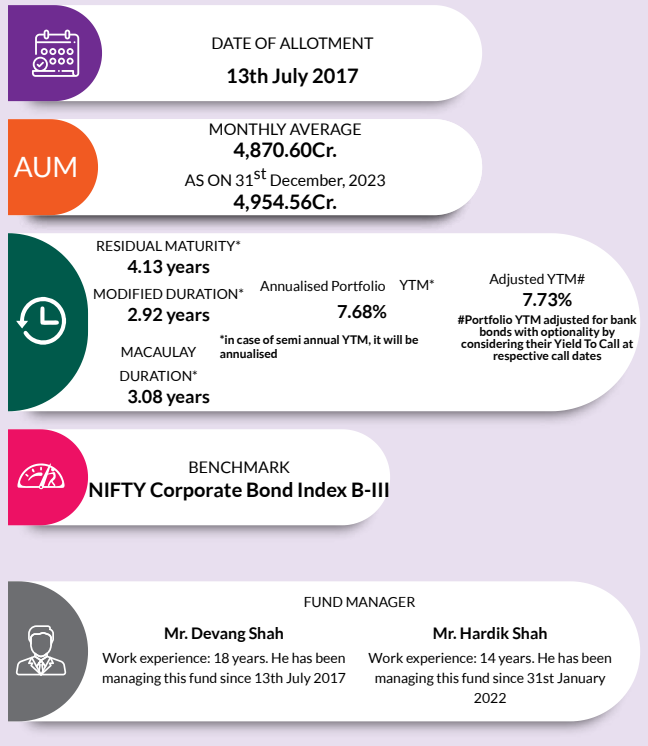 DATE OF ALLOTMENT
13th July 2017
AUM
MONTHLY AVERAGE
4,870.60Cr.
AS ON 31st December, 2023
4,954.56Cr.
RESIDUAL MATURITY*
4.13 years
MODIFIED DURATION*
2.92 years
MACAULAY
DURATION*
3.08 years
Annualised Portfolio YTM*
7.68%
*in case of semi annual YTM, it will be
annualised
Adjusted YTM#
7.73%
#Portfolio YTM adjusted for bank
bonds with optionality by
considering their Yield To Call at
respective call dates
BENCHMARK
NIFTY Corporate Bond Index B-III
FUND MANAGER
Mr. Devang Shah
Work experience: 18 years. He has been
managing this fund since 13th July 2017
Mr. Hardik Shah
Work experience: 14 years. He has been
managing this fund since 31st January
2022